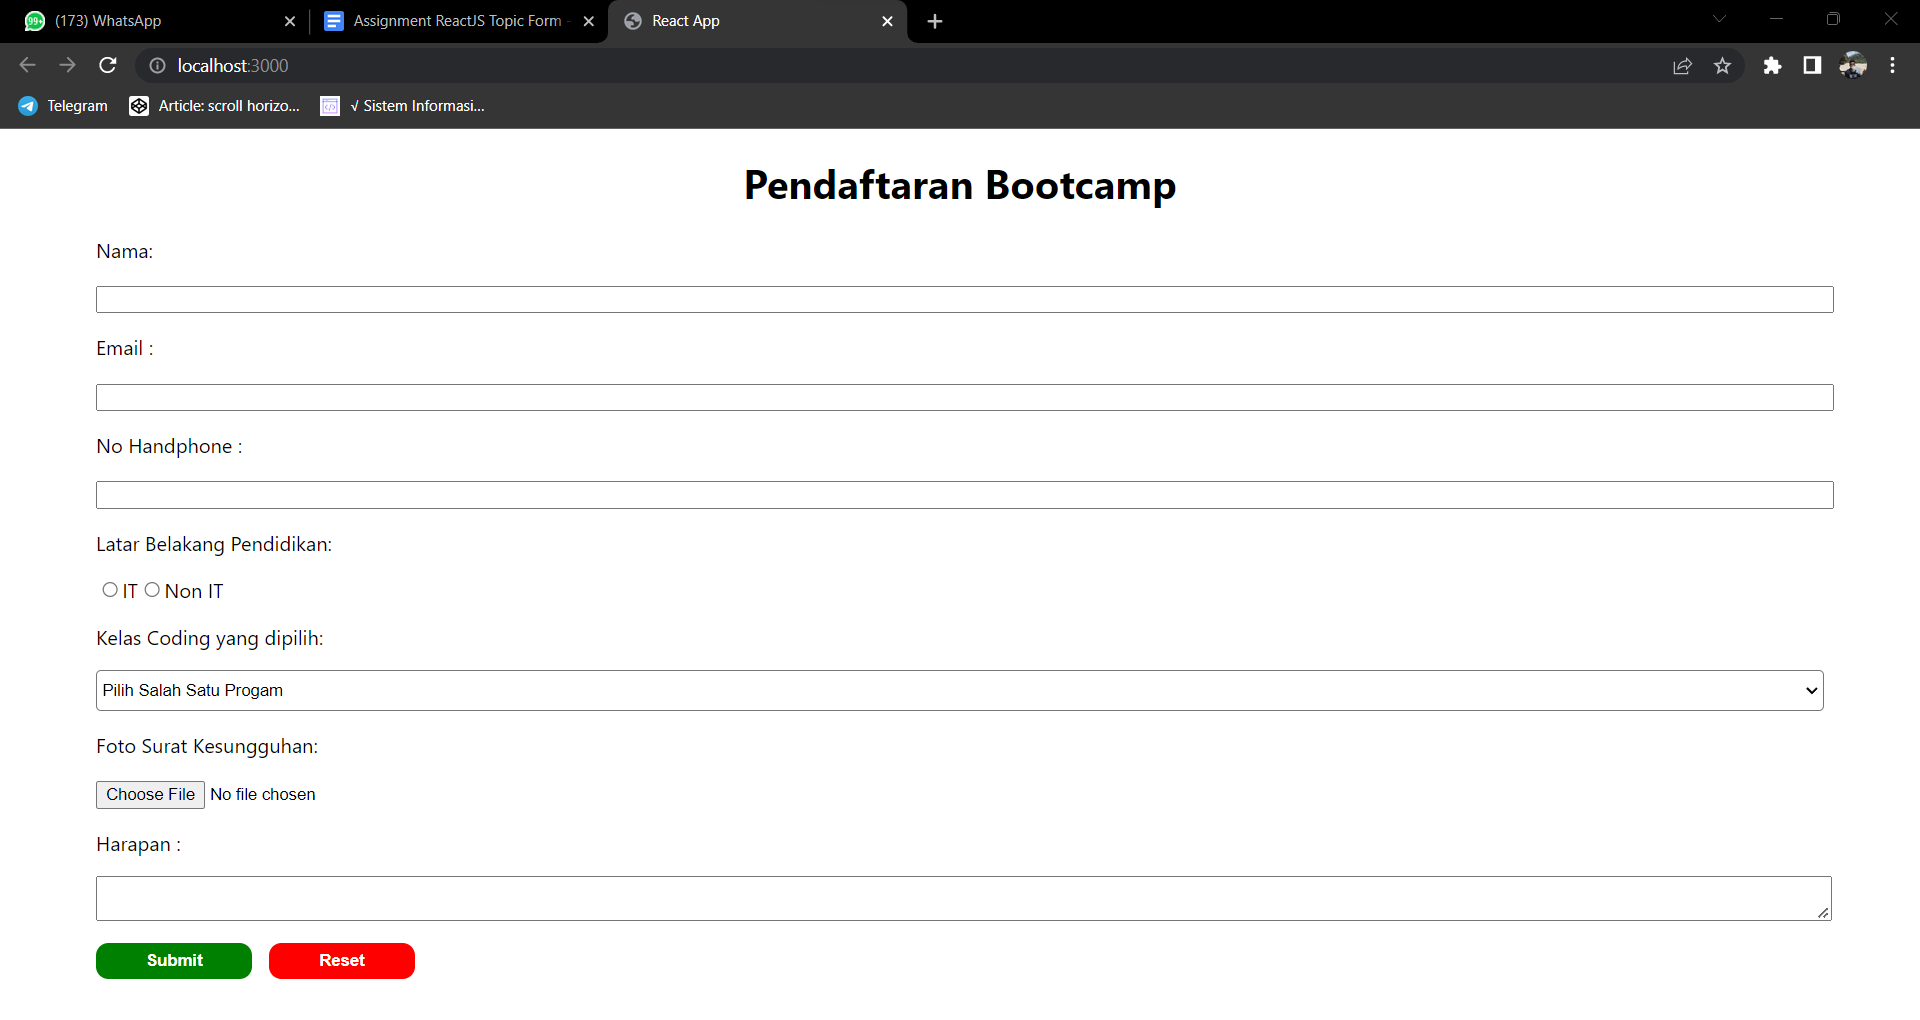 99+ (173) WhatsApp
Assignment ReactJS Topic Form
React App
localhost:3000
Telegram
Article: scroll horizo...
√ Sistem Informasi...
Pendaftaran Bootcamp
Nama:
Email :
No Handphone :
Latar Belakang Pendidikan:
IT Non IT
Kelas Coding yang dipilih:
Pilih Salah Satu Progam
Foto Surat Kesungguhan:
Choose File No file chosen
Harapan :
Submit Reset